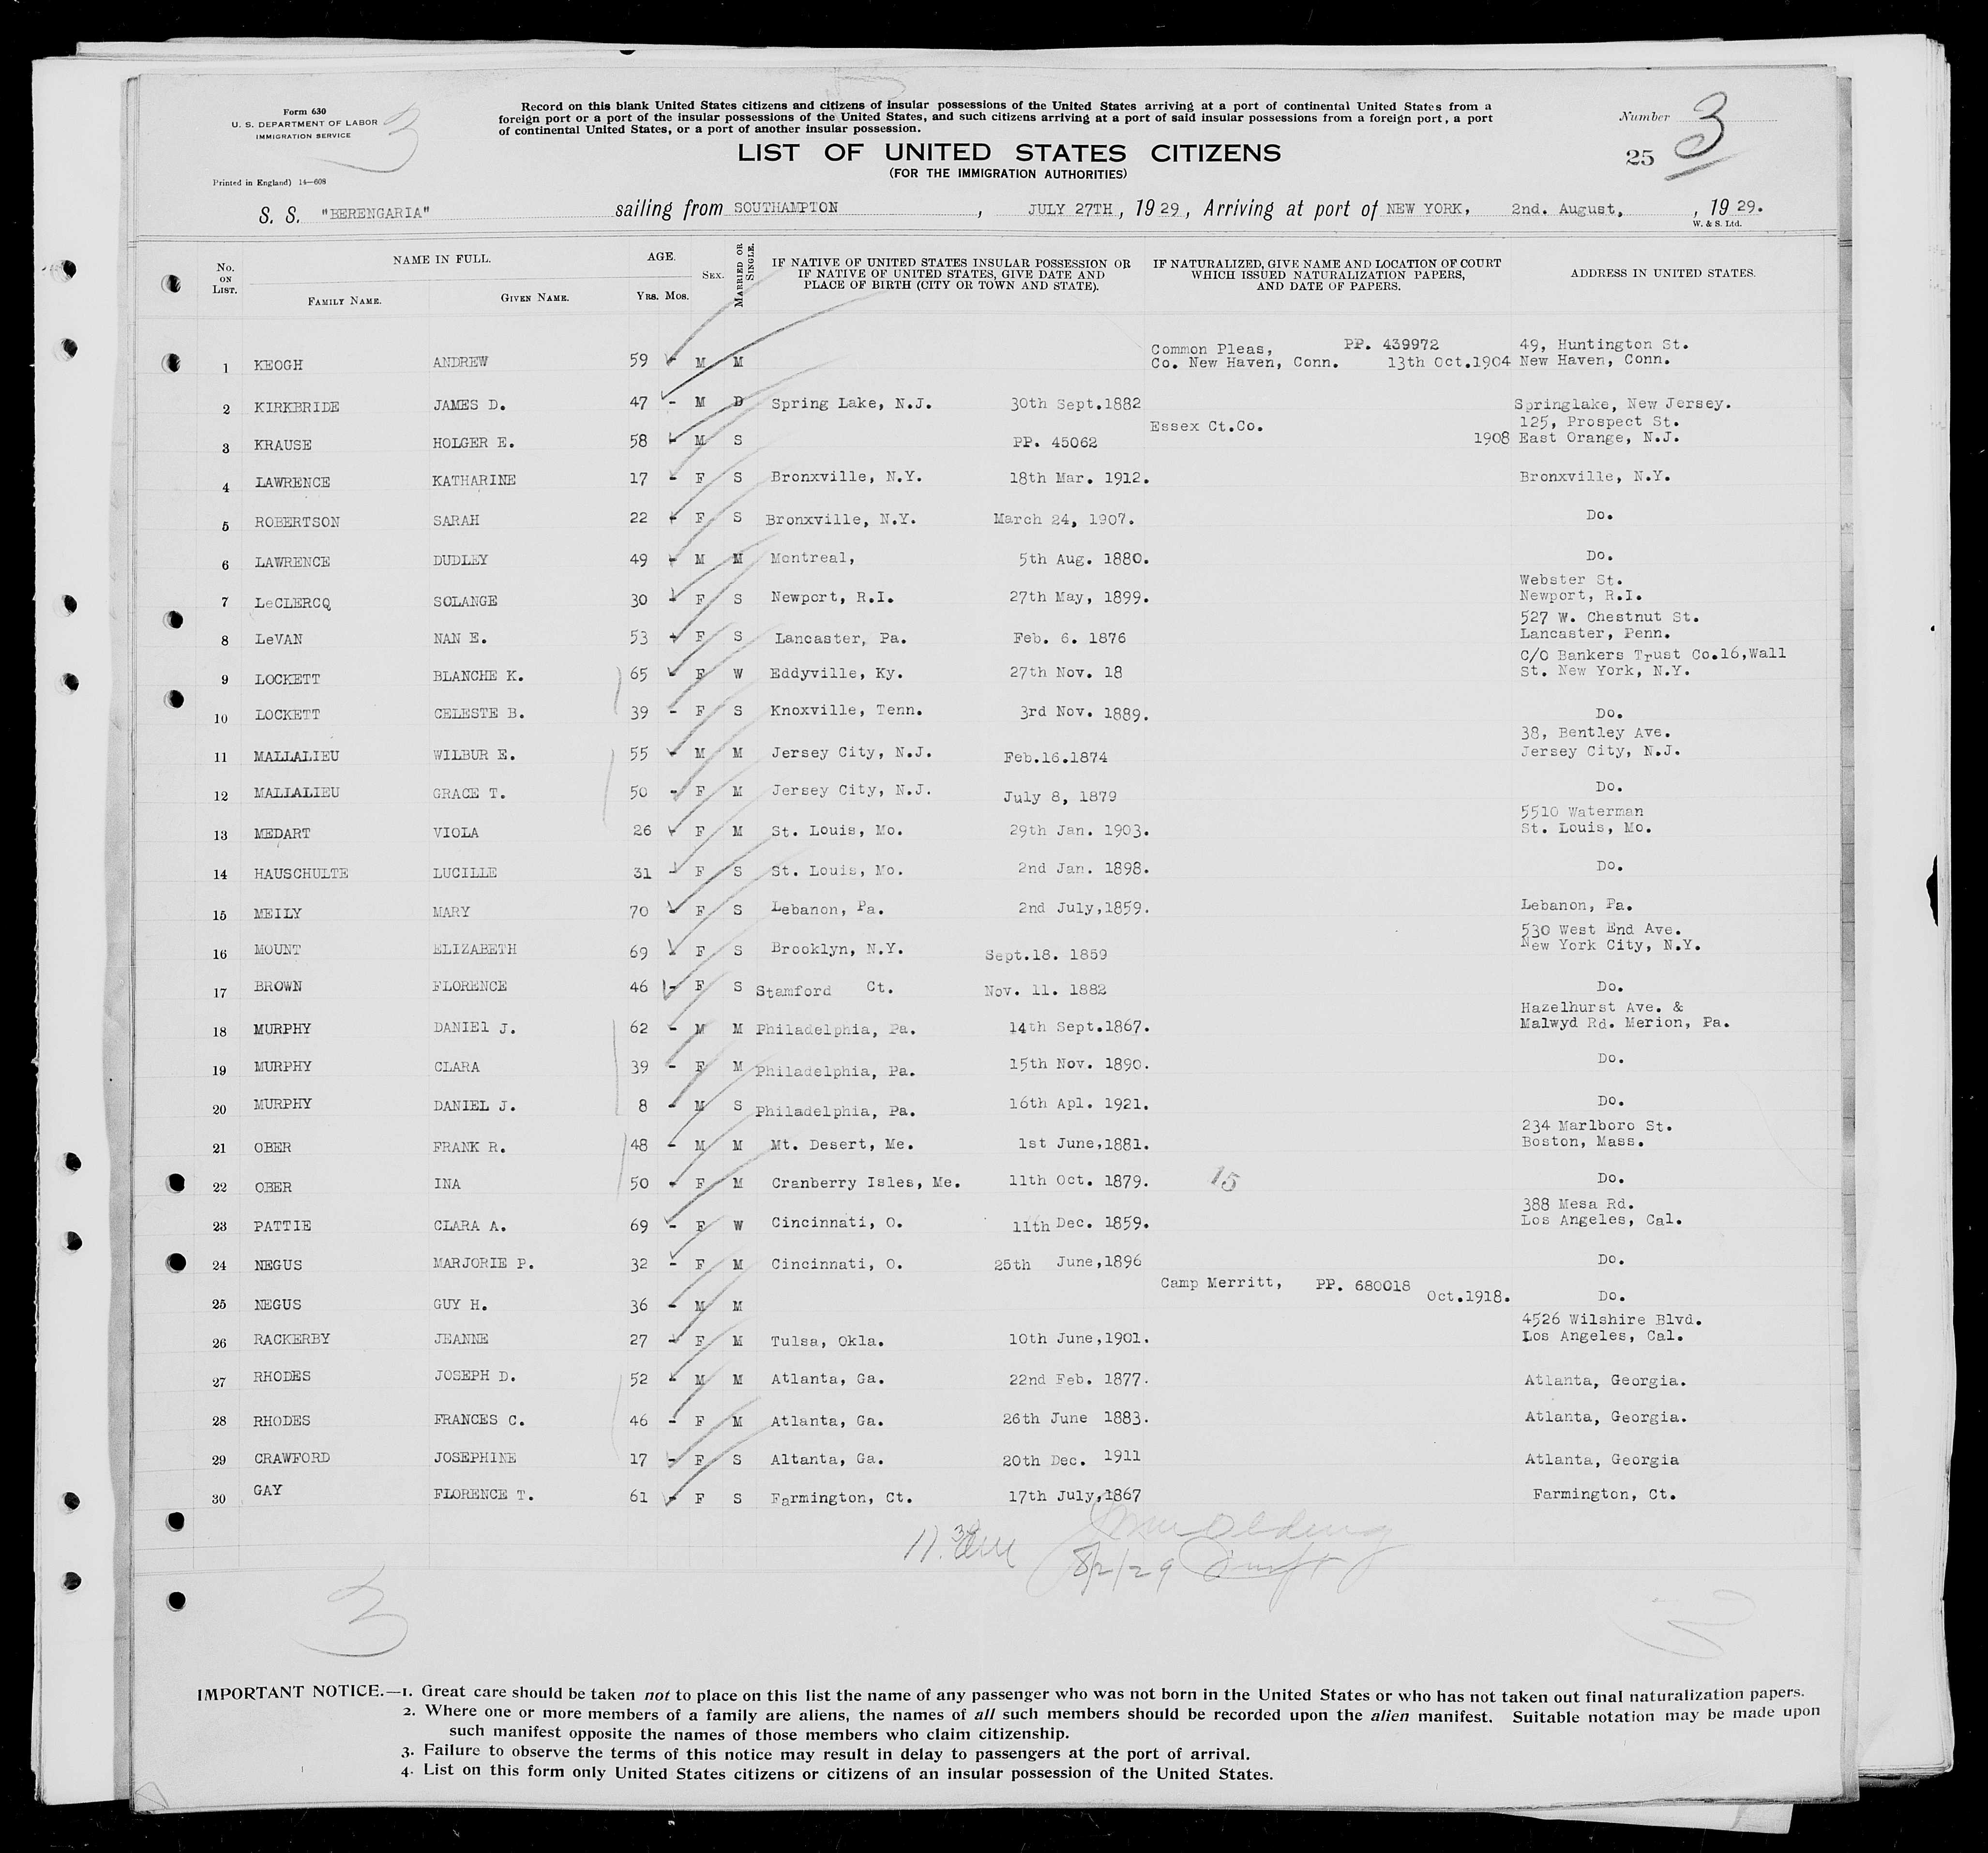 Form 630
U. S. DEPARTMENT OF LABOR
IMMIGRATION SERVICE
Printed in England) 14—608
3
Record on this blank United States citizens and citizens of insular possessions of the United States arriving at a port of continental United States from a
foreign port or a port of the insular possessions of the United States, and such citizens arriving at a port of said insular possessions from a foreign port, a port
of continental United States, or a port of another insular possession.
Number 3
25
LIST OF UNITED STATES CITIZENS
(FOR THE IMMIGRATION AUTHORITIES)
S. S. "BERENGARIA" sailing from SOUTHAMPTON , JULY 27TH , 1929 , Arriving at port of NEW YORK, 2nd. August, , 19 29.
W. & S. Ltd.
No. ON LIST. NAME IN FULL. FAMILY NAME. GIVEN NAME. AGE. YRS. MOS. SEX. MARRIED OR SINGLE. IF NATIVE OF UNITED STATES INSULAR POSSESSION OR IF NATIVE OF UNITED STATES, GIVE DATE AND PLACE OF BIRTH (CITY OR TOWN AND STATE). IF NATURALIZED, GIVE NAME AND LOCATION OF COURT WHICH ISSUED NATURALIZATION PAPERS, AND DATE OF PAPERS. ADDRESS IN UNITED STATES.
1 KEOGH ANDREW 59 - M M Common Pleas, PP. 439972 Co. New Haven, Conn. 13th Oct.1904 49, Huntington St. New Haven, Conn.
2 KIRKBRIDE JAMES D. 47 - M D Spring Lake, N.J. 30th Sept.1882 Springlake, New Jersey.
3 KRAUSE HOLGER E. 58 - M S PP. 45062 Essex Ct.Co. 1908 125, Prospect St. East Orange, N.J.
4 LAWRENCE KATHARINE 17 - F S Bronxville, N.Y. 18th Mar. 1912. Bronxville, N.Y.
5 ROBERTSON SARAH 22 - F S Bronxville, N.Y. March 24, 1907. Do.
6 LAWRENCE DUDLEY 49 - M M Montreal, 5th Aug. 1880. Do.
7 LeCLERCQ SOLANGE 30 - F S Newport, R.I. 27th May, 1899. Webster St. Newport, R.I.
8 LeVAN NAN E. 53 - F S Lancaster, Pa. Feb. 6. 1876 527 W. Chestnut St. Lancaster, Penn.
9 LOCKETT BLANCHE K. 65 - F W Eddyville, Ky. 27th Nov. 18 C/O Bankers Trust Co.16,Wall St. New York, N.Y.
10 LOCKETT CELESTE B. 39 - F S Knoxville, Tenn. 3rd Nov. 1889. Do.
11 MALLALIEU WILBUR E. 55 - M M Jersey City, N.J. Feb.16.1874 38, Bentley Ave. Jersey City, N.J.
12 MALLALIEU GRACE T. 50 - F M Jersey City, N.J. July 8, 1879 Do.
13 MEDART VIOLA 26 - F M St. Louis, Mo. 29th Jan. 1903. 5510 Waterman St. Louis, Mo.
14 HAUSCHULTE LUCILLE 31 - F S St. Louis, Mo. 2nd Jan. 1898. Do.
15 MEILY MARY 70 - F S Lebanon, Pa. 2nd July,1859. Lebanon, Pa.
16 MOUNT ELIZABETH 69 - F S Brooklyn, N.Y. Sept.18. 1859 530 West End Ave. New York City, N.Y.
17 BROWN FLORENCE 46 - F S Stamford Ct. Nov. 11. 1882 Do.
18 MURPHY DANIEl J. 62 - M M Philadelphia, Pa. 14th Sept.1867. Hazelhurst Ave. & Malwyd Rd. Merion, Pa.
19 MURPHY CLARA 39 - F M Philadelphia, Pa. 15th Nov. 1890. Do.
20 MURPHY DANIEL J. 8 - M S Philadelphia, Pa. 16th Apl. 1921. Do.
21 OBER FRANK R. 48 - M M Mt. Desert, Me. 1st June,1881. 234 Marlboro St. Boston, Mass.
22 OBER INA 50 - F M Cranberry Isles, Me. 11th Oct. 1879. 15 Do.
23 PATTIE CLARA A. 69 - F W Cincinnati, O. 11th Dec. 1859. 388 Mesa Rd. Los Angeles, Cal.
24 NEGUS MARJORIE P. 32 - F M Cincinnati, O. 25th June,1896 Do.
25 NEGUS GUY H. 36 - M M Camp Merritt, PP. 680018 Oct.1918. Do.
26 RACKERBY JEANNE 27 - F M Tulsa, Okla. 10th June,1901. 4526 Wilshire Blvd. Los Angeles, Cal.
27 RHODES JOSEPH D. 52 - M M Atlanta, Ga. 22nd Feb. 1877. Atlanta, Georgia.
28 RHODES FRANCES C. 46 - F M Atlanta, Ga. 26th June 1883. Atlanta, Georgia.
29 CRAWFORD JOSEPHINE 17 - F S Altanta, Ga. 20th Dec. 1911 Atlanta, Georgia
30 GAY FLORENCE T. 61 - F S Farmington, Ct. 17th July,1867 Farmington, Ct.
8/2/29
3
IMPORTANT NOTICE.—1. Great care should be taken not to place on this list the name of any passenger who was not born in the United States or who has not taken out final naturalization papers.
2. Where one or more members of a family are aliens, the names of all such members should be recorded upon the alien manifest. Suitable notation may be made upon
such manifest opposite the names of those members who claim citizenship.
3. Failure to observe the terms of this notice may result in delay to passengers at the port of arrival.
4. List on this form only United States citizens or citizens of an insular possession of the United States.